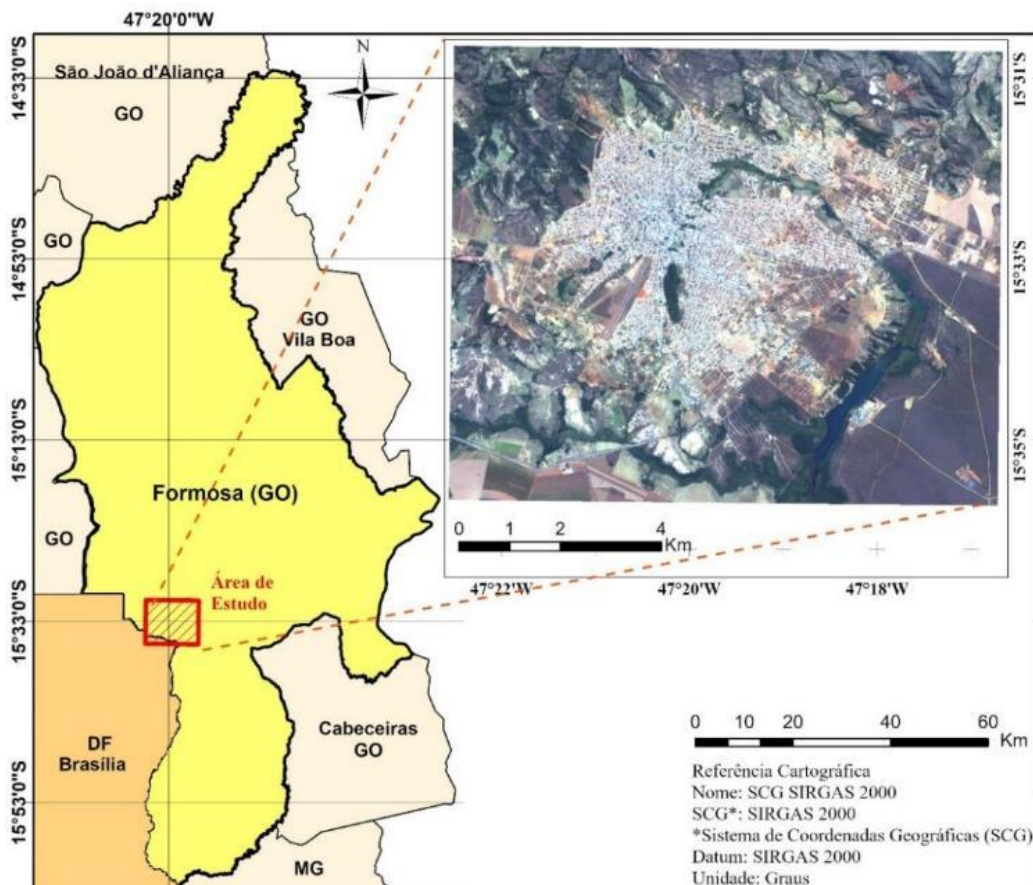 47°20'0"W
São João d'Aliança
GO
14°33'0"S
N
15°31'S
GO
14°53'0"S
15°33'S
GO
Vila Boa
15°13'0"S
15°35'S
Formosa (GO)
0 1 2 4
Km
GO
Área de
Estudo
47°22'W 47°20'W 47°18'W
15°33'0"S
Cabeceiras
GO
DF
Brasília
0 10 20 40 60
Km
Referência Cartográfica
Nome: SCG SIRGAS 2000
SCG*: SIRGAS 2000
*Sistema de Coordenadas Geográficas (SCG)
Datum: SIRGAS 2000
Unidade: Graus
15°53'0"S
MG